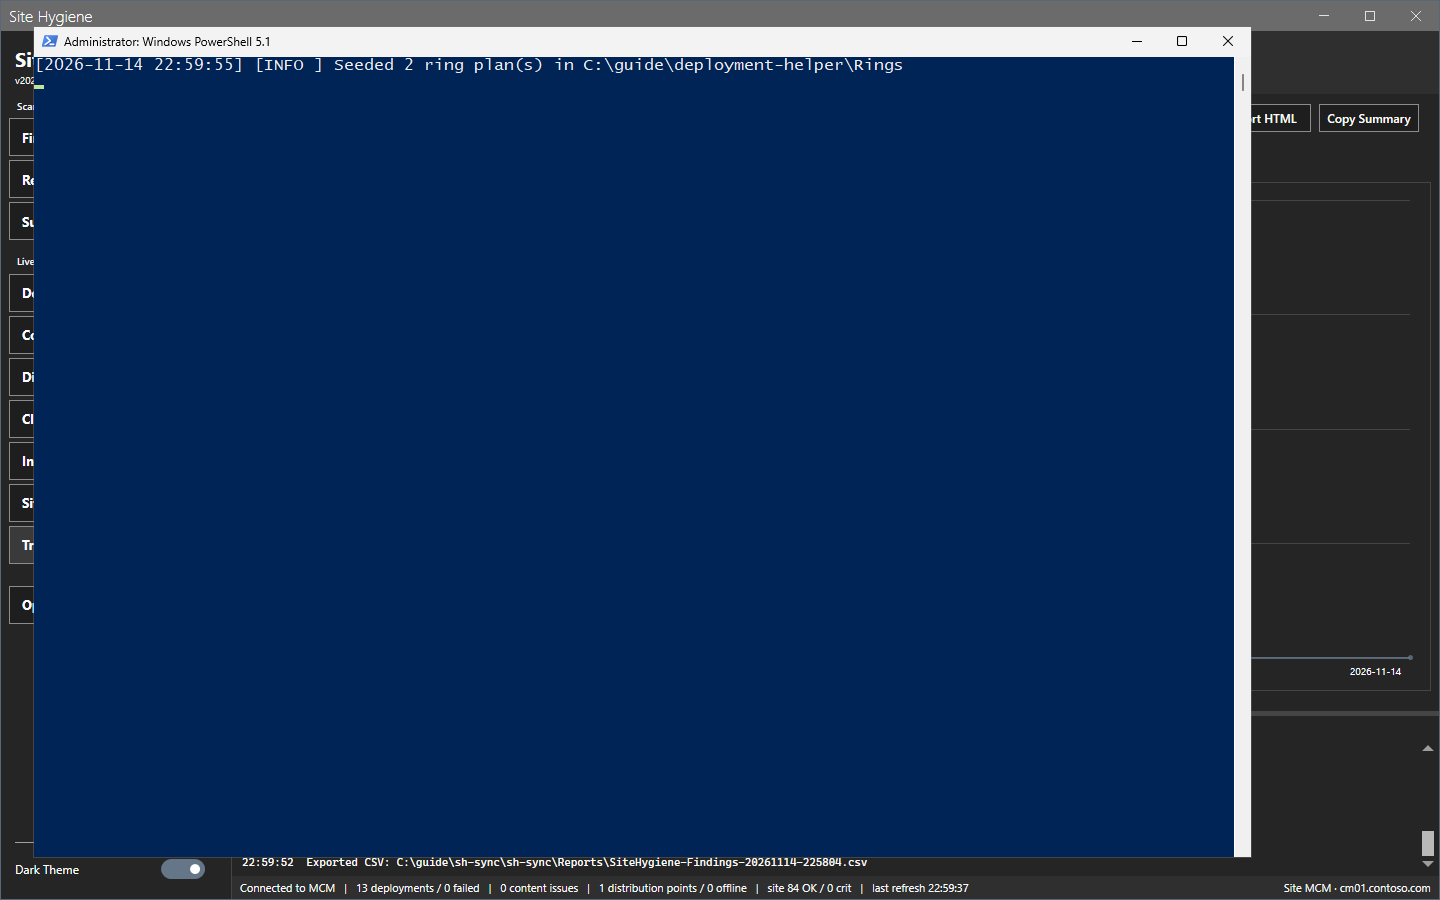 Site Hygiene
Administrator: Windows PowerShell 5.1
[2026-11-14 22:59:55] [INFO ] Seeded 2 ring plan(s) in C:\guide\deployment-helper\Rings
HTML
Copy Summary
2026-11-14
22:59:52 Exported CSV: C:\guide\sh-sync\sh-sync\Reports\SiteHygiene-Findings-20261114-225804.csv
Dark Theme
Connected to MCM | 13 deployments / 0 failed | 0 content issues | 1 distribution points / 0 offline | site 84 OK / 0 crit | last refresh 22:59:37
Site MCM · cm01.contoso.com